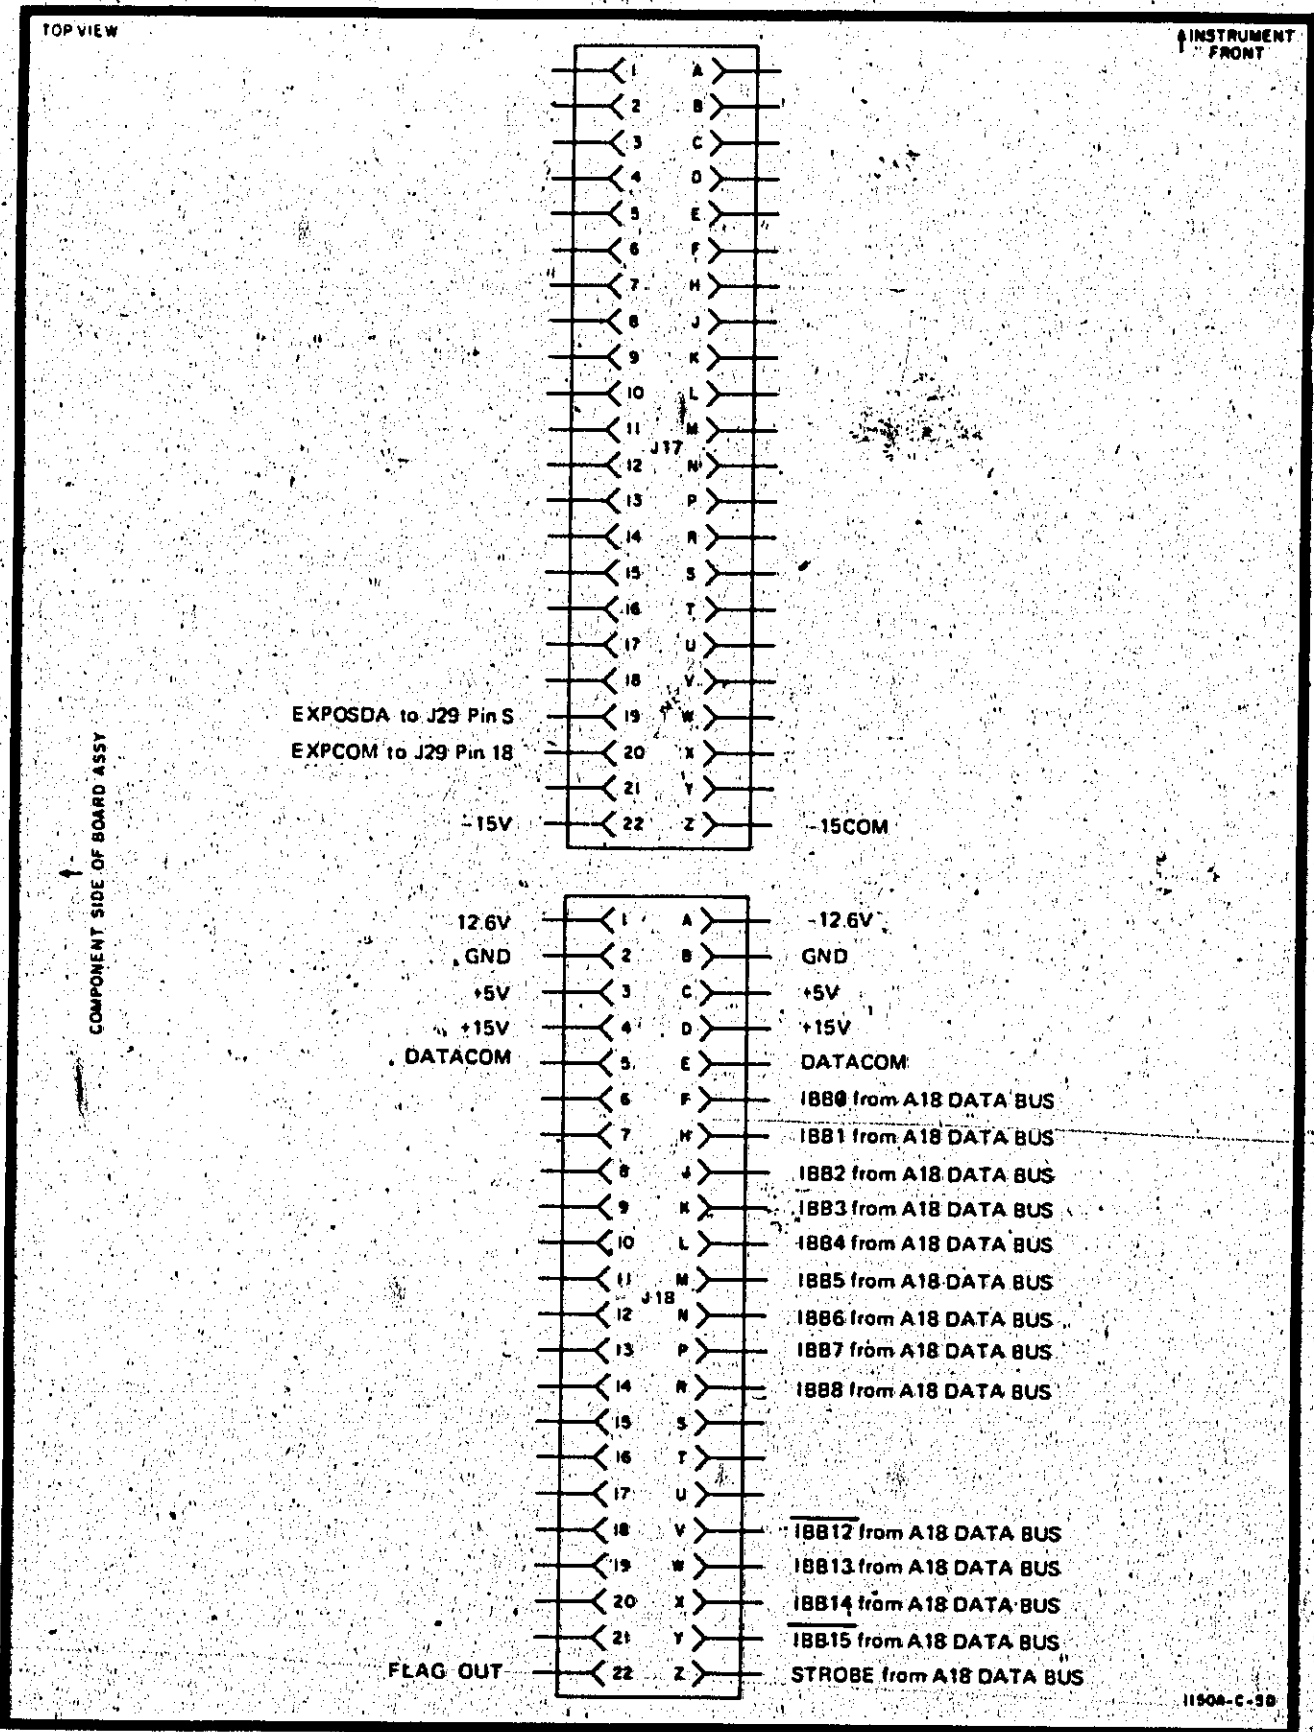 TOP VIEW
INSTRUMENT
FRONT
1 A
2 B
3 C
4 D
5 E
6 F
7 H
8 J
9 K
10 L
11 M
J17
12 N
13 P
14 R
15 S
16 T
17 U
18 V
EXPOSDA to J29 Pin S 19 W
EXPCOM to J29 Pin 18 20 X
21 Y
-15V 22 Z -15COM
COMPONENT SIDE OF BOARD ASSY
12.6V 1 A -12.6V
GND 2 B GND
+5V 3 C +5V
+15V 4 D +15V
DATACOM 5 E DATACOM
6 F IBB0 from A18 DATA BUS
7 H IBB1 from A18 DATA BUS
8 J IBB2 from A18 DATA BUS
9 K IBB3 from A18 DATA BUS
10 L IBB4 from A18 DATA BUS
11 M IBB5 from A18 DATA BUS
J18
12 N IBB6 from A18 DATA BUS
13 P IBB7 from A18 DATA BUS
14 R IBB8 from A18 DATA BUS
15 S
16 T
17 U
18 V IBB12 from A18 DATA BUS
19 W IBB13 from A18 DATA BUS
20 X IBB14 from A18 DATA BUS
21 Y IBB15 from A18 DATA BUS
FLAG OUT 22 Z STROBE from A18 DATA BUS